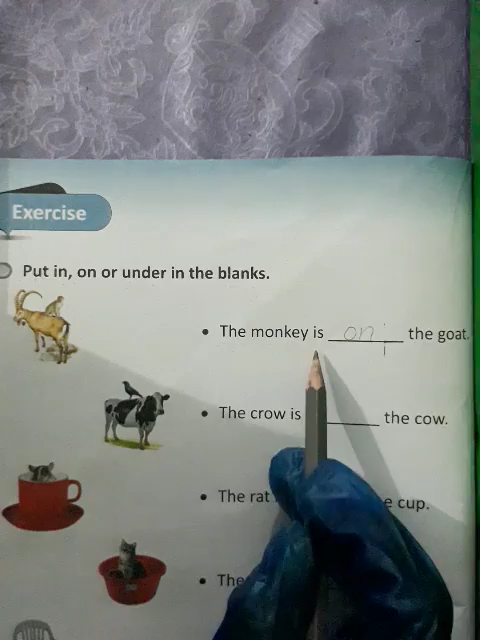 Exercise
Put in, on or under in the blanks.
• The monkey is on the goat.
• The crow is ______ the cow.
• The rat cup.
• The